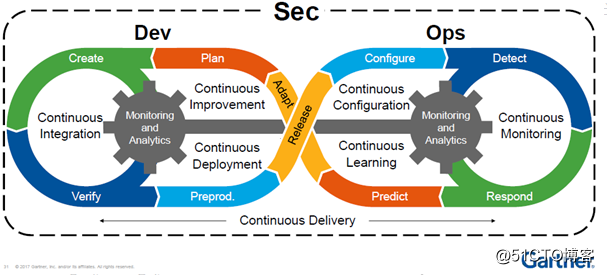 Sec
Dev
Ops
Create
Plan
Configure
Detect
Continuous
Improvement
Adapt
Continuous
Configuration
Continuous
Integration
Monitoring
and
Analytics
Release
Monitoring
and
Analytics
Continuous
Monitoring
Continuous
Deployment
Continuous
Learning
Verify
Preprod.
Predict
Respond
Continuous Delivery
31 © 2017 Gartner, Inc. and/or its affiliates. All rights reserved.
Gartner
@51CTO博客